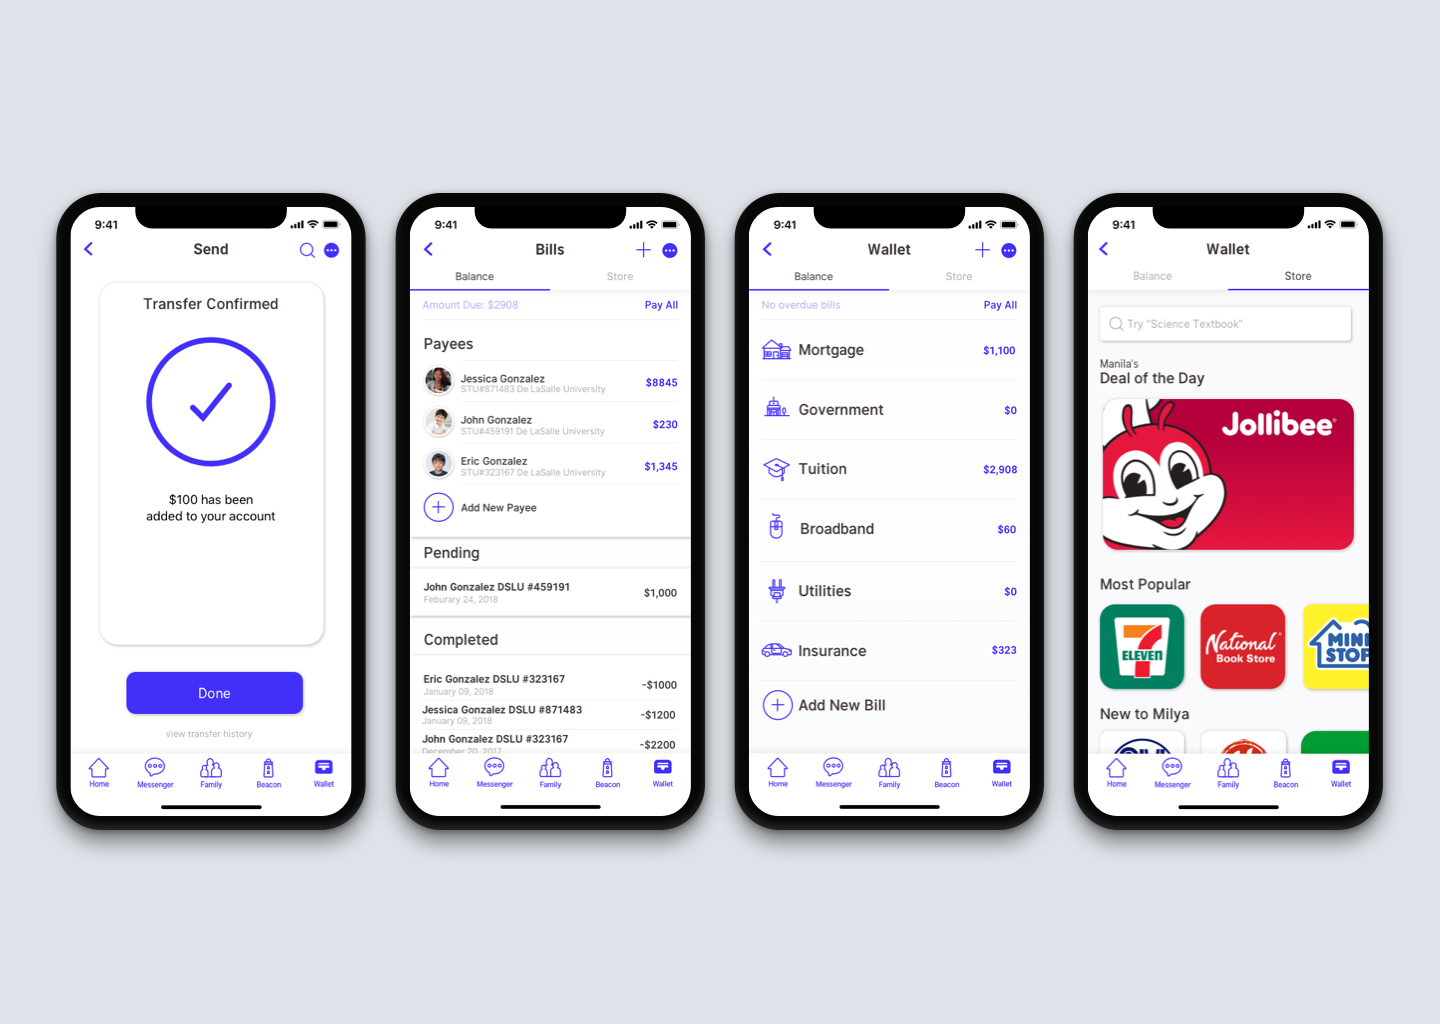 9:41
Send
Transfer Confirmed
$100 has been
added to your account
Done
view transfer history
Home
Messenger
Family
Beacon
Wallet
9:41
Bills
Balance
Store
Amount Due: $2908
Pay All
Payees
Jessica Gonzalez
STU#871483 De LaSalle University
$8845
John Gonzalez
STU#459191 De LaSalle University
$230
Eric Gonzalez
STU#323167 De LaSalle University
$1,345
Add New Payee
Pending
John Gonzalez DSLU #459191
Feburary 24, 2018
$1,000
Completed
Eric Gonzalez DSLU #323167
January 09, 2018
-$1000
Jessica Gonzalez DSLU #871483
January 09, 2018
-$1200
John Gonzalez DSLU #323167
December 20, 2017
-$2200
Home
Messenger
Family
Beacon
Wallet
9:41
Wallet
Balance
Store
No overdue bills
Pay All
Mortgage
$1,100
Government
$0
Tuition
$2,908
Broadband
$60
Utilities
$0
Insurance
$323
Add New Bill
Home
Messenger
Family
Beacon
Wallet
9:41
Wallet
Balance
Store
Try "Science Textbook"
Manila's
Deal of the Day
Jollibee
Most Popular
7
ELEVEN
National
Book Store
MINI
STOP
New to Milya
Home
Messenger
Family
Beacon
Wallet